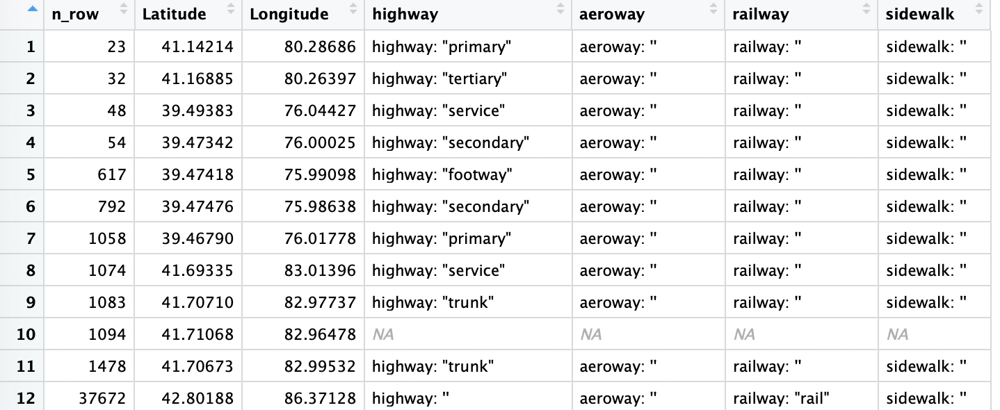 n_row Latitude Longitude highway aeroway railway sidewalk
1 23 41.14214 80.28686 highway: "primary" aeroway: '' railway: '' sidewalk: ''
2 32 41.16885 80.26397 highway: "tertiary" aeroway: '' railway: '' sidewalk: ''
3 48 39.49383 76.04427 highway: "service" aeroway: '' railway: '' sidewalk: ''
4 54 39.47342 76.00025 highway: "secondary" aeroway: '' railway: '' sidewalk: ''
5 617 39.47418 75.99098 highway: "footway" aeroway: '' railway: '' sidewalk: ''
6 792 39.47476 75.98638 highway: "secondary" aeroway: '' railway: '' sidewalk: ''
7 1058 39.46790 76.01778 highway: "primary" aeroway: '' railway: '' sidewalk: ''
8 1074 41.69335 83.01396 highway: "service" aeroway: '' railway: '' sidewalk: ''
9 1083 41.70710 82.97737 highway: "trunk" aeroway: '' railway: '' sidewalk: ''
10 1094 41.71068 82.96478 NA NA NA NA
11 1478 41.70673 82.99532 highway: "trunk" aeroway: '' railway: '' sidewalk: ''
12 37672 42.80188 86.37128 highway: '' aeroway: '' railway: "rail" sidewalk: ''